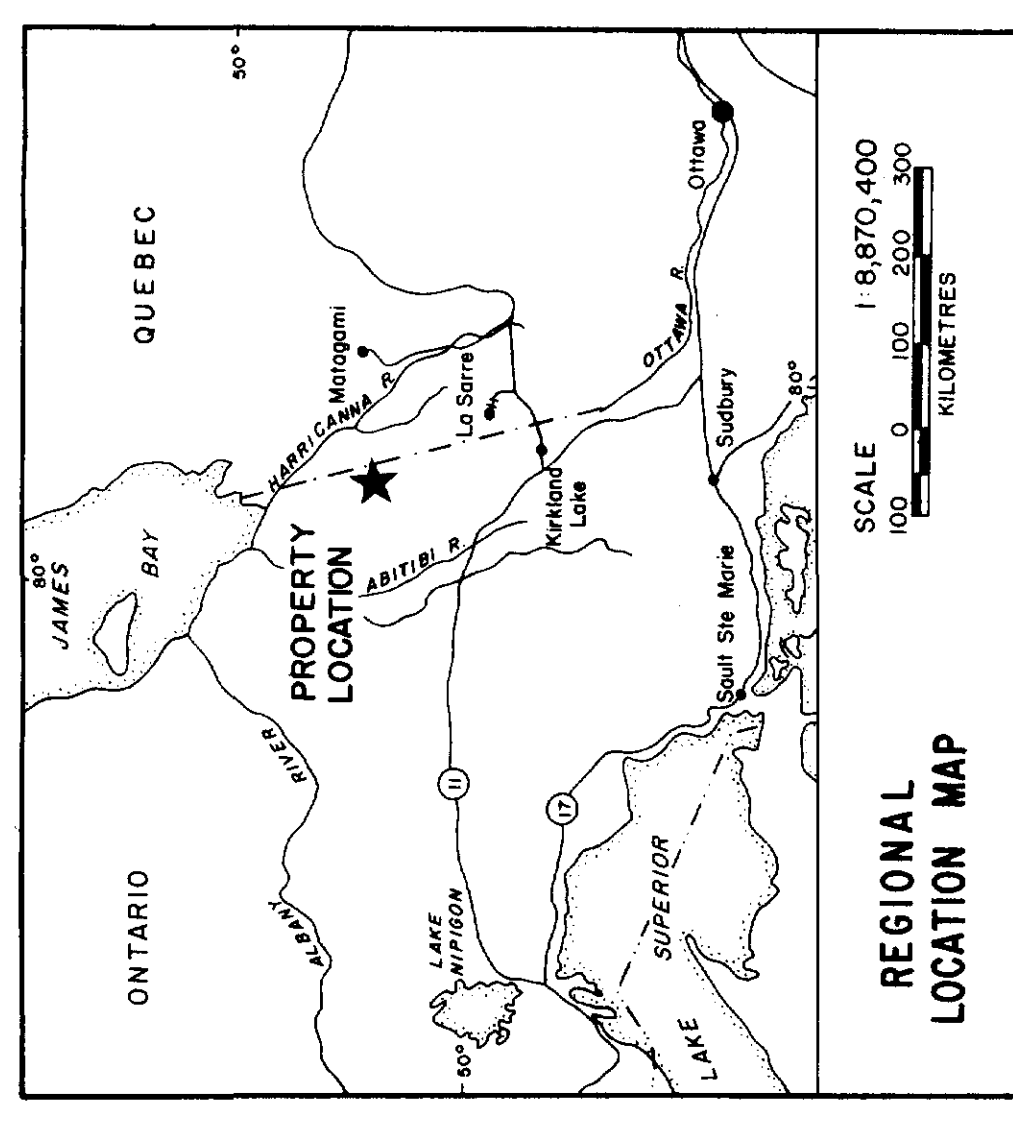 80°
JAMES
BAY
QUEBEC
50°
ONTARIO
ALBANY
RIVER
HARRICANNA R.
Matagami
PROPERTY
LOCATION
ABITIBI R.
La Sarre
Kirkland
Lake
11
LAKE
NIPIGON
50°
17
OTTAWA R.
Ottawa
Sudbury
80°
Sault Ste Marie
SUPERIOR
LAKE
REGIONAL
LOCATION MAP
SCALE 1:8,870,400
100 0 100 200 300
KILOMETRES